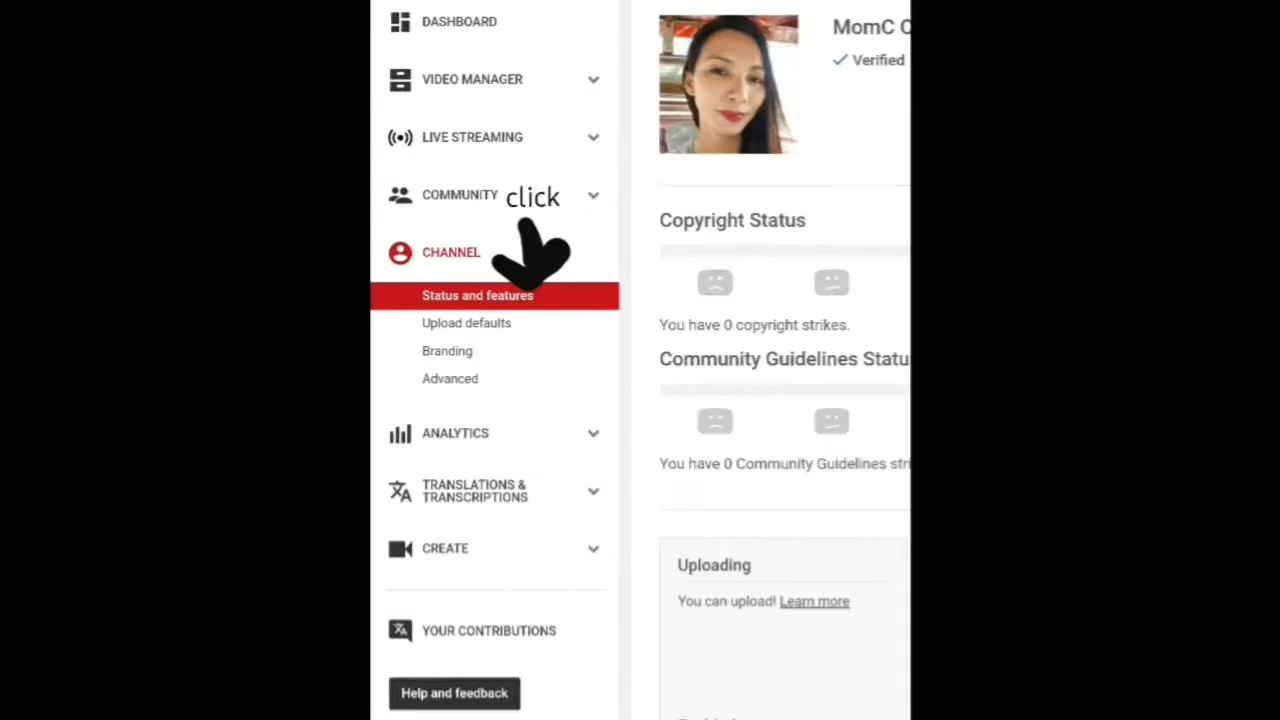 DASHBOARD
VIDEO MANAGER
LIVE STREAMING
COMMUNITY
click
CHANNEL
Status and features
Upload defaults
Branding
Advanced
ANALYTICS
TRANSLATIONS &
TRANSCRIPTIONS
CREATE
YOUR CONTRIBUTIONS
Help and feedback
MomC
Verified
Copyright Status
You have 0 copyright strikes.
Community Guidelines Statu
You have 0 Community Guidelines stri
Uploading
You can upload! Learn more